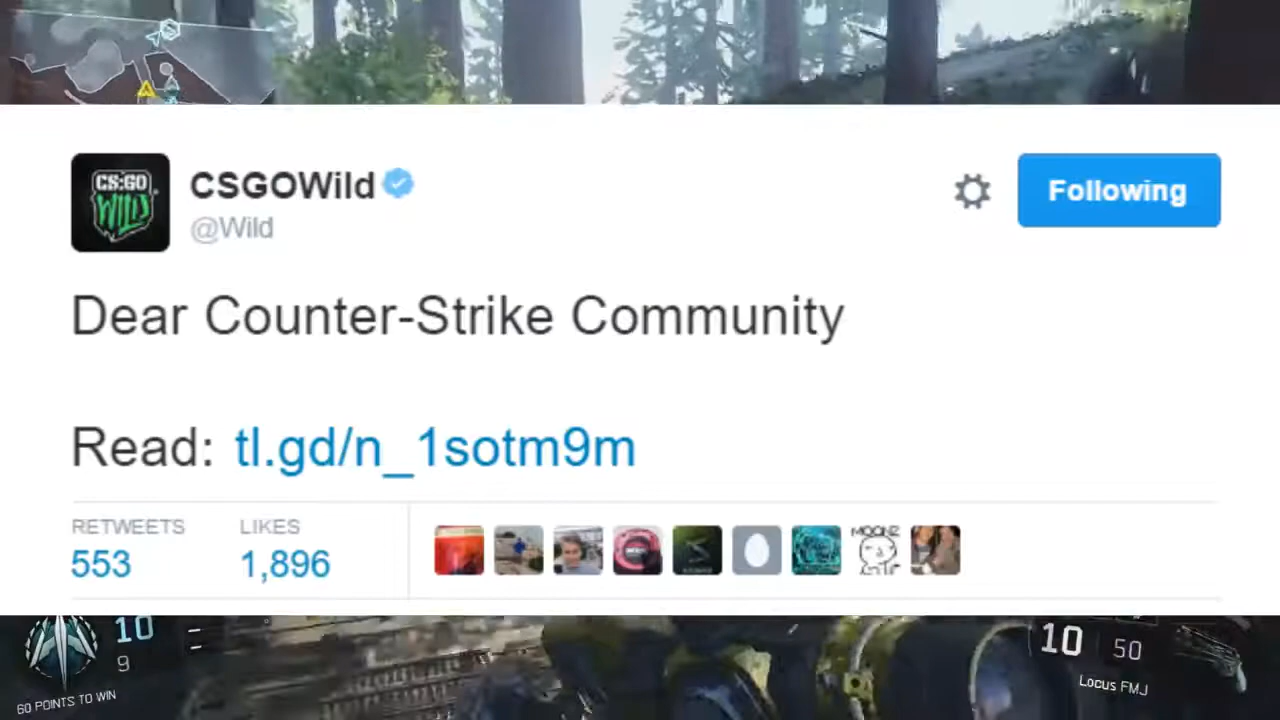 CS:GO
WILD
CSGOWild
@Wild
Following
Dear Counter-Strike Community
Read: tl.gd/n_1sotm9m
RETWEETS
LIKES
553
1,896
MOONZ
10
9
60 POINTS TO WIN
10
50
Locus FMJ